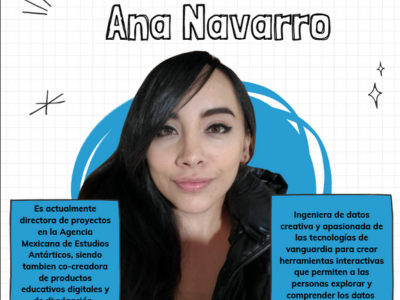 Ana Navarro
Es actualmente
directora de proyectos
en la Agencia
Mexicana de Estudios
Antárticos, siendo
tambien co-creadora
de productos
educativos digitales y
de divulgación
Ingeniera de datos
creativa y apasionada de
las tecnologías de
vanguardia para crear
herramientas interactivas
que permiten a las
personas explorar y
comprender los datos